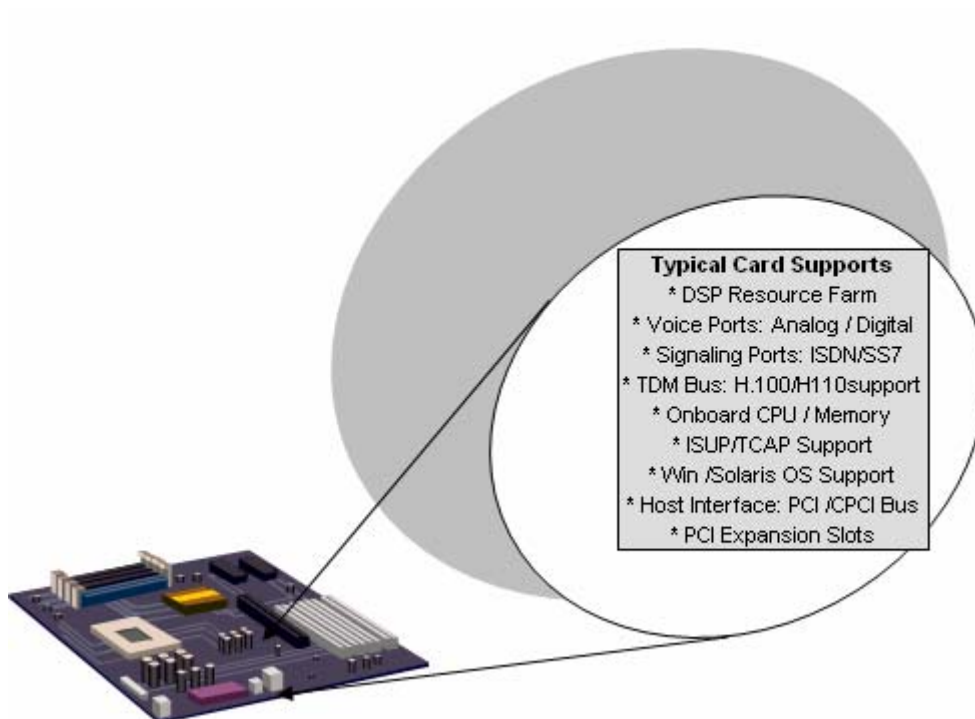 Typical Card Supports
* DSP Resource Farm
* Voice Ports: Analog / Digital
* Signaling Ports: ISDN/SS7
* TDM Bus: H.100/H110support
* Onboard CPU / Memory
* ISUP/TCAP Support
* Win /Solaris OS Support
* Host Interface: PCI /CPCI Bus
* PCI Expansion Slots